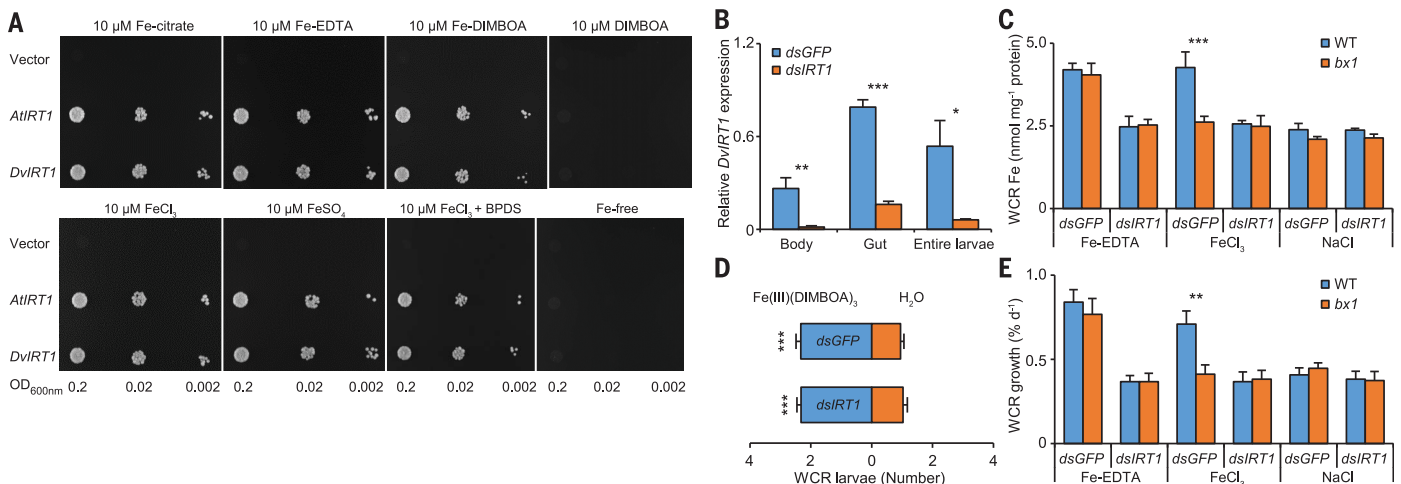 A
10 µM Fe-citrate 10 µM Fe-EDTA 10 µM Fe-DIMBOA 10 µM DIMBOA
Vector
AtIRT1
DvIRT1
10 µM FeCl3 10 µM FeSO4 10 µM FeCl3 + BPDS Fe-free
Vector
AtIRT1
DvIRT1
OD600nm 0.2 0.02 0.002 0.2 0.02 0.002 0.2 0.02 0.002 0.2 0.02 0.002
B
Relative DvIRT1 expression
1.2
0.6
0
dsGFP
dsIRT1
** *** *
Body Gut Entire larvae
C
WCR Fe (nmol mg-1 protein)
5.0
2.5
0
***
WT
bx1
dsGFP dsIRT1 dsGFP dsIRT1 dsGFP dsIRT1
Fe-EDTA FeCl3 NaCl
D
Fe(III)(DIMBOA)3 H2O
*** dsGFP
*** dsIRT1
4 2 0 2 4
WCR larvae (Number)
E
WCR growth (% d-1)
1.0
0.5
0
**
WT
bx1
dsGFP dsIRT1 dsGFP dsIRT1 dsGFP dsIRT1
Fe-EDTA FeCl3 NaCl